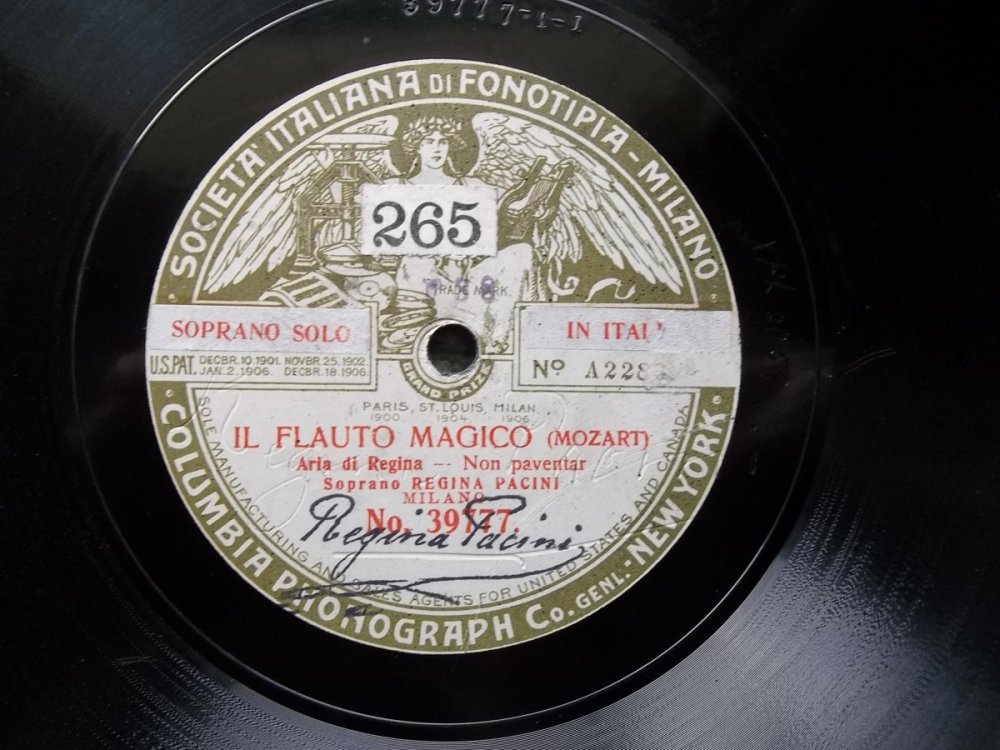 39777-1-1
SOCIETA' ITALIANA DI FONOTIPIA - MILANO
265
TRADE MARK.
SOPRANO SOLO
IN ITAL
U.S.PAT. DECBR.10.1901. NOVBR.25.1902.
JAN.2.1906. DECBR.18.1906.
GRAND PRIZE
No A228
PARIS, ST. LOUIS, MILAN.
1900. 1904. 1906.
IL FLAUTO MAGICO (MOZART)
Aria di Regina -- Non paventar
Soprano REGINA PACINI
MILANO
No. 39777.
Regina Pacini
SOLE MANUFACTURING AND SALES AGENTS FOR UNITED STATES AND CANADA
COLUMBIA PHONOGRAPH Co. GENL. - NEW YORK